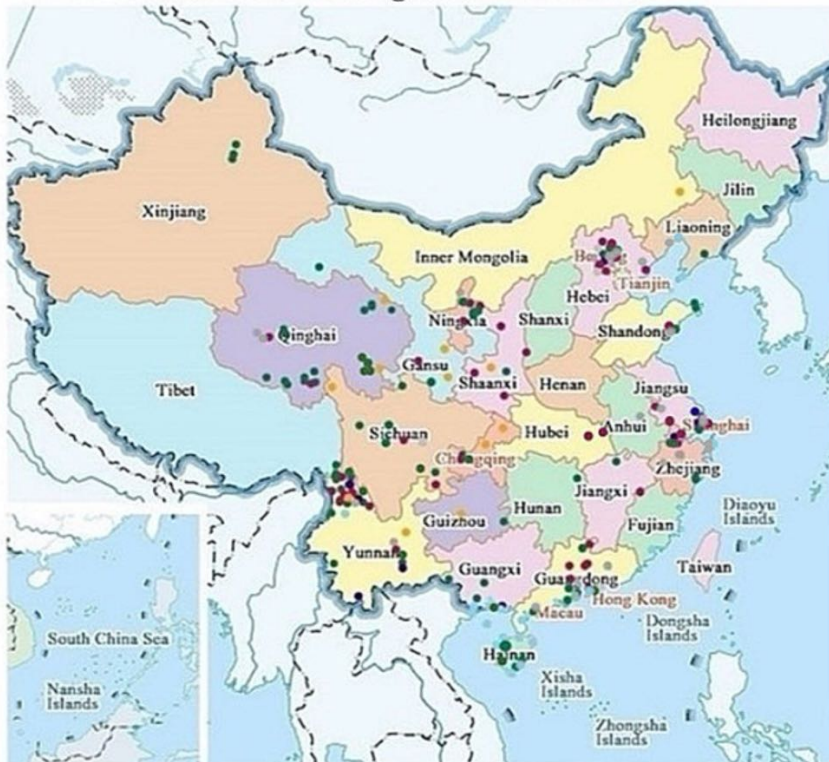 Heilongjiang
Jilin
Xinjiang
Liaoning
Inner Mongolia
Tianjin
Hebei
Ningxia
Shanxi
Shandong
Qinghai
Gansu
Shaanxi
Henan
Jiangsu
Tibet
Sichuan
Hubei
Anhui
Shanghai
Chongqing
Zhejiang
Hunan
Jiangxi
Guizhou
Fujian
Diaoyu
Islands
Yunnan
Guangxi
Guangdong
Taiwan
Hong Kong
Macau
Dongsha
Islands
South China Sea
Hainan
Xisha
Islands
Nansha
Islands
Zhongsha
Islands